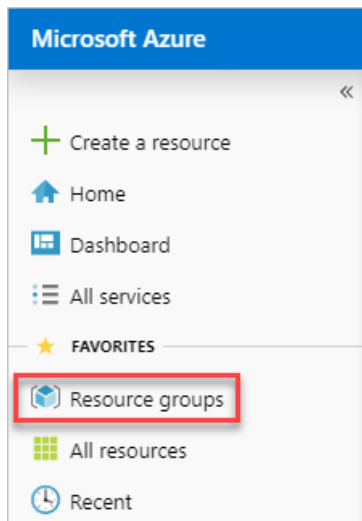 Microsoft Azure
«
Create a resource
Home
Dashboard
All services
FAVORITES
Resource groups
All resources
Recent